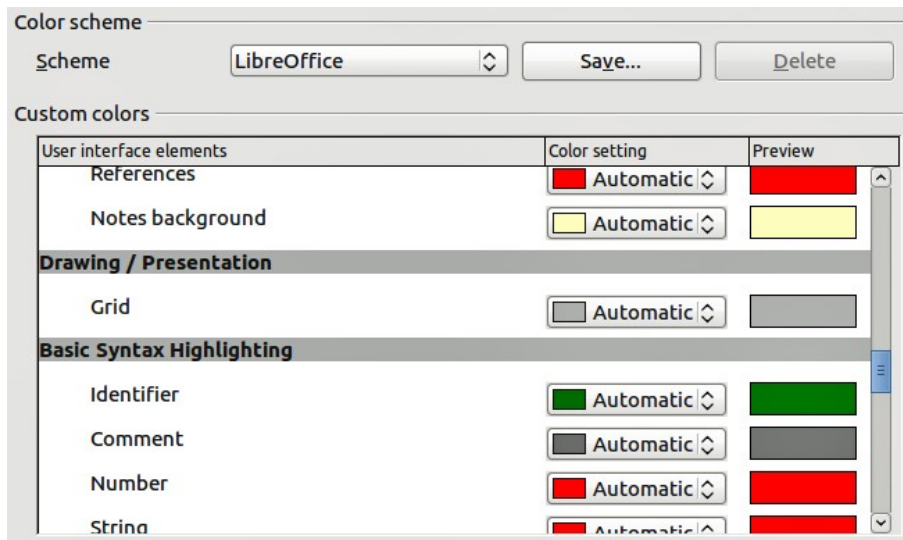 Color scheme
Scheme LibreOffice Save... Delete
Custom colors
User interface elements Color setting Preview
References Automatic
Notes background Automatic
Drawing / Presentation
Grid Automatic
Basic Syntax Highlighting
Identifier Automatic
Comment Automatic
Number Automatic
String Automatic